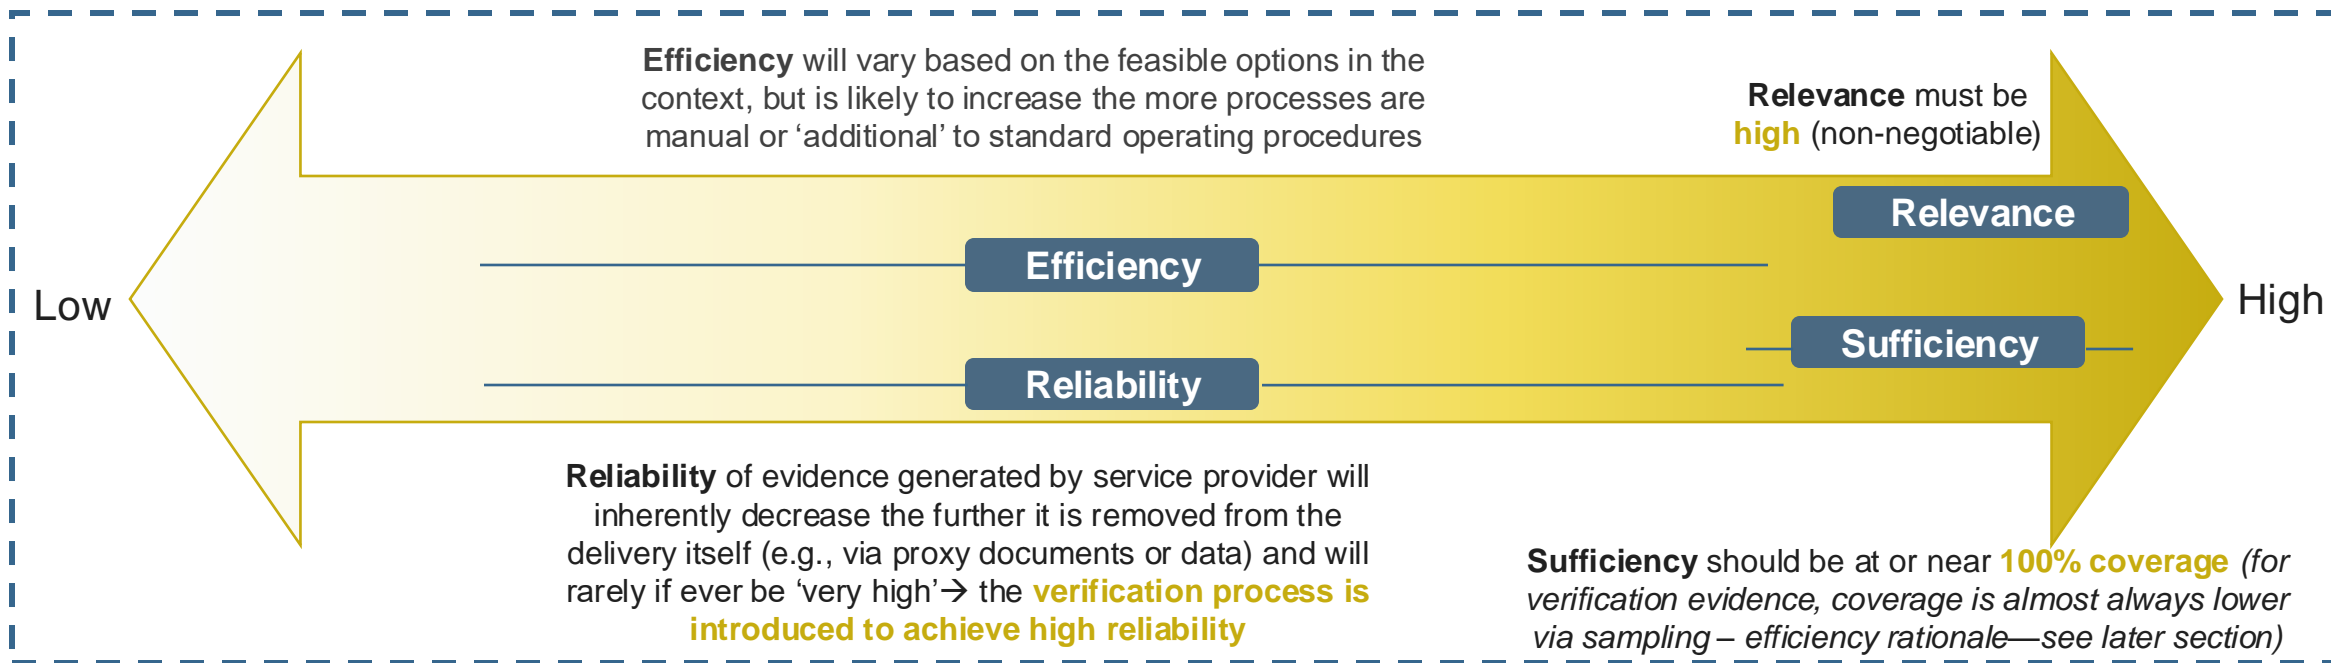 Efficiency will vary based on the feasible options in the
context, but is likely to increase the more processes are
manual or ‘additional’ to standard operating procedures
Relevance must be
high (non-negotiable)
Relevance
Efficiency
Low
High
Sufficiency
Reliability
Reliability of evidence generated by service provider will
inherently decrease the further it is removed from the
delivery itself (e.g., via proxy documents or data) and will
rarely if ever be ‘very high’→ the verification process is
introduced to achieve high reliability
Sufficiency should be at or near 100% coverage (for
verification evidence, coverage is almost always lower
via sampling – efficiency rationale—see later section)